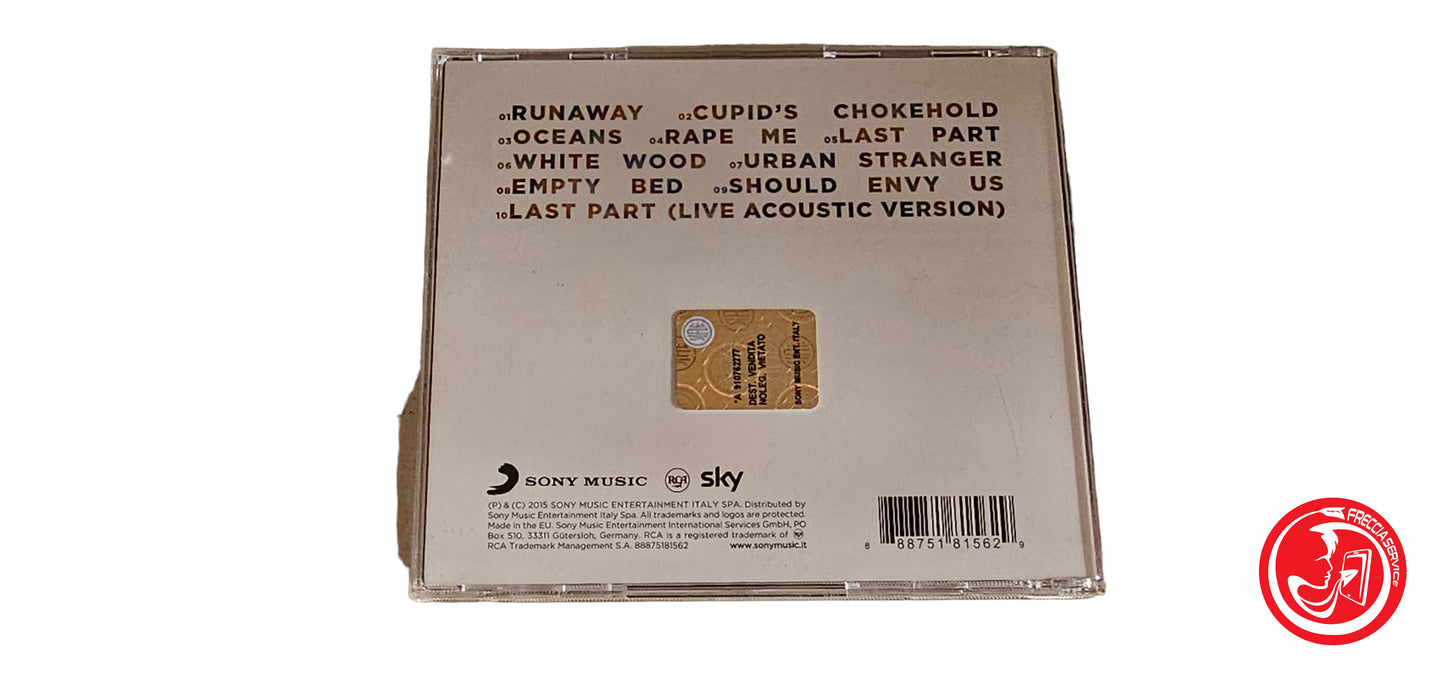 01RUNAWAY 02CUPID'S CHOKEHOLD
03OCEANS 04RAPE ME 05LAST PART
06WHITE WOOD 07URBAN STRANGER
08EMPTY BED 09SHOULD ENVY US
10LAST PART (LIVE ACOUSTIC VERSION)
*A 910762277
DEST. VENDITA
NOLEG. VIETATO
SONY MUSIC ENT. ITALY
SONY MUSIC RCA sky
(P) & (C) 2015 SONY MUSIC ENTERTAINMENT ITALY SPA. Distributed by
Sony Music Entertainment Italy Spa. All trademarks and logos are protected.
Made in the EU. Sony Music Entertainment International Services GmbH, PO
Box 510, 33311 Gütersloh, Germany. RCA is a registered trademark of
RCA Trademark Management S.A. 88875181562 www.sonymusic.it
8 88751 81562 9
FRECCIA SERVICE